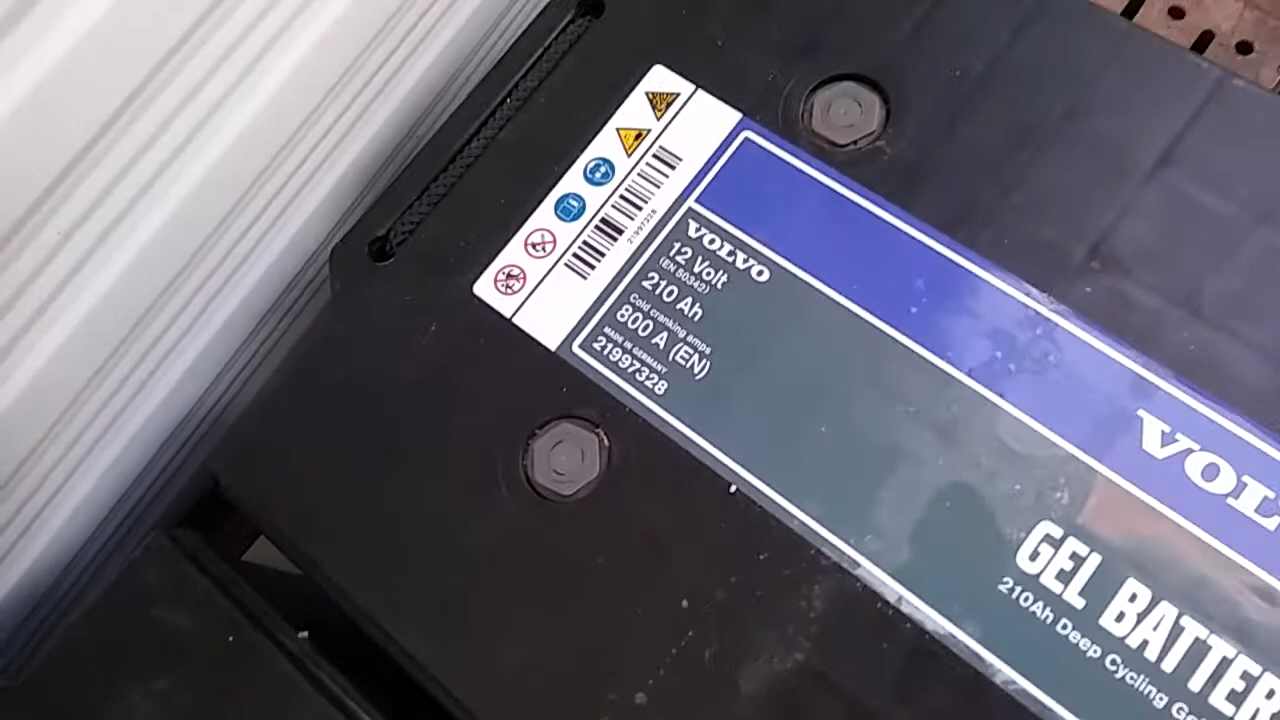 21997328
VOLVO
12 Volt
(EN 50342)
210 Ah
Cold cranking amps
800 A (EN)
MADE IN GERMANY
21997328
VOL
GEL BATTER
210Ah Deep Cycling G